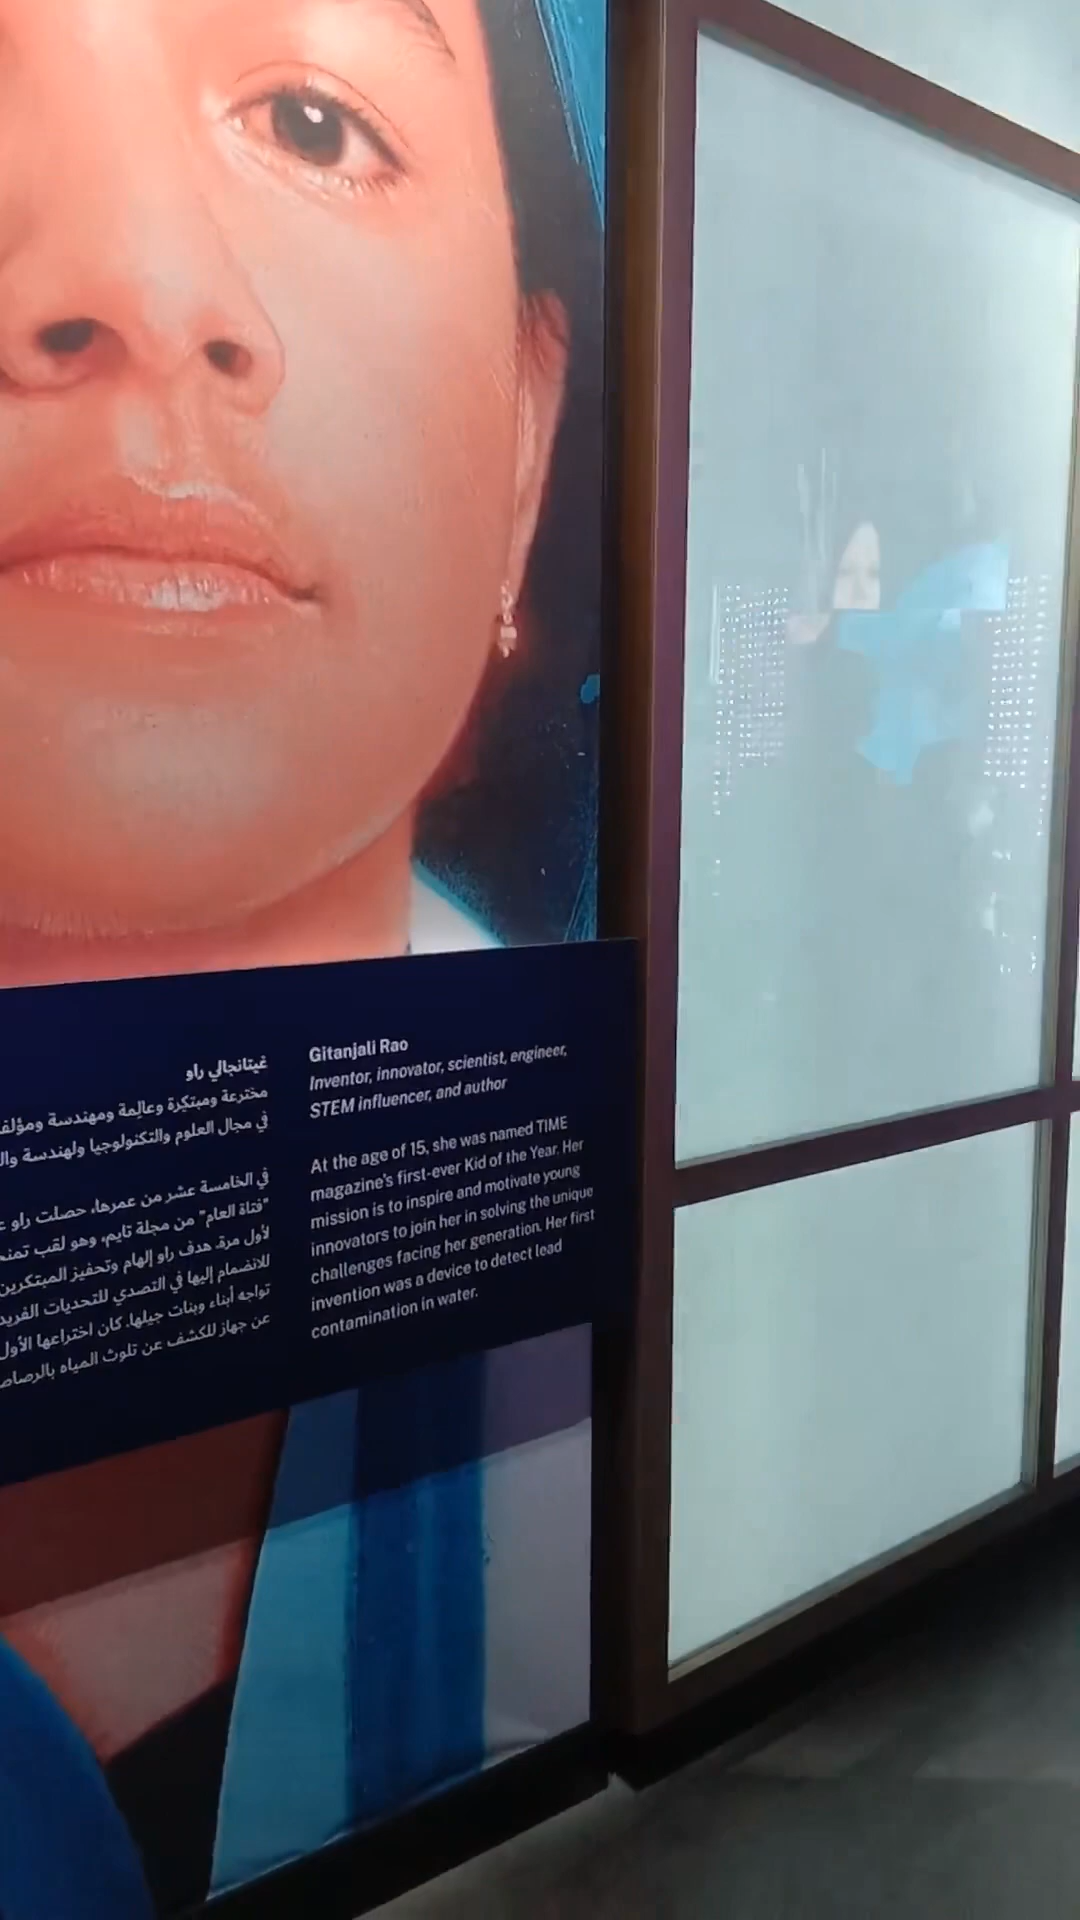 غيتانجالي راو
مخترعة ومبتكِرة وعالِمة ومهندسة
في مجال العلوم والتكنولوجيا ولهندسة
في الخامسة عشر من عمرها، حصلت راو
"فتاة العام" من مجلة تايم، وهو لقب
لأول مرة. هدف راو إلهام وتحفيز المبتكرين
للانضمام إليها في التصدي للتحديات
تواجه أبناء وبنات جيلها. كان اختراعها الأول
عن جهاز للكشف عن تلوث المياه بالرصاص
Gitanjali Rao
Inventor, innovator, scientist, engineer,
STEM influencer, and author
At the age of 15, she was named TIME
magazine's first-ever Kid of the Year. Her
mission is to inspire and motivate young
innovators to join her in solving the unique
challenges facing her generation. Her first
invention was a device to detect lead
contamination in water.